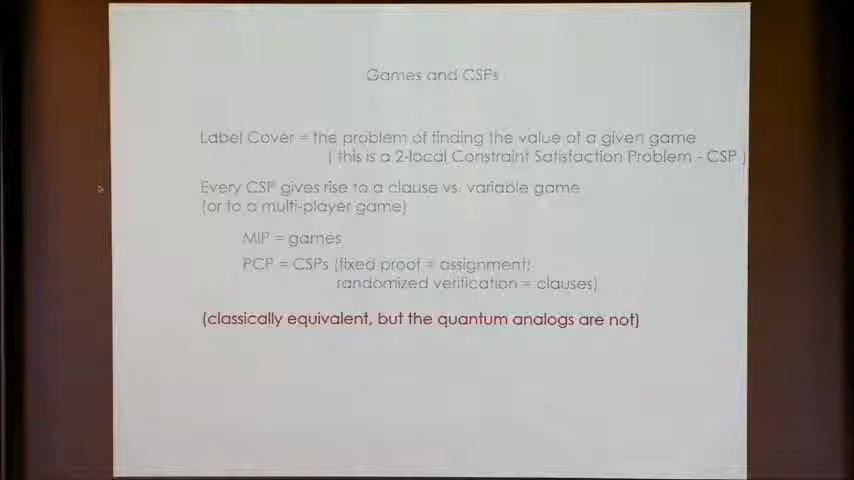 Games and CSPs
Label Cover = the problem of finding the value of a given game
( this is a 2-local Constraint Satisfaction Problem - CSP )
Every CSP gives rise to a clause vs. variable game
(or to a multi-player game)
MIP = games
PCP = CSPs (fixed proof = assignment;
randomized verification = clauses)
(classically equivalent, but the quantum analogs are not)